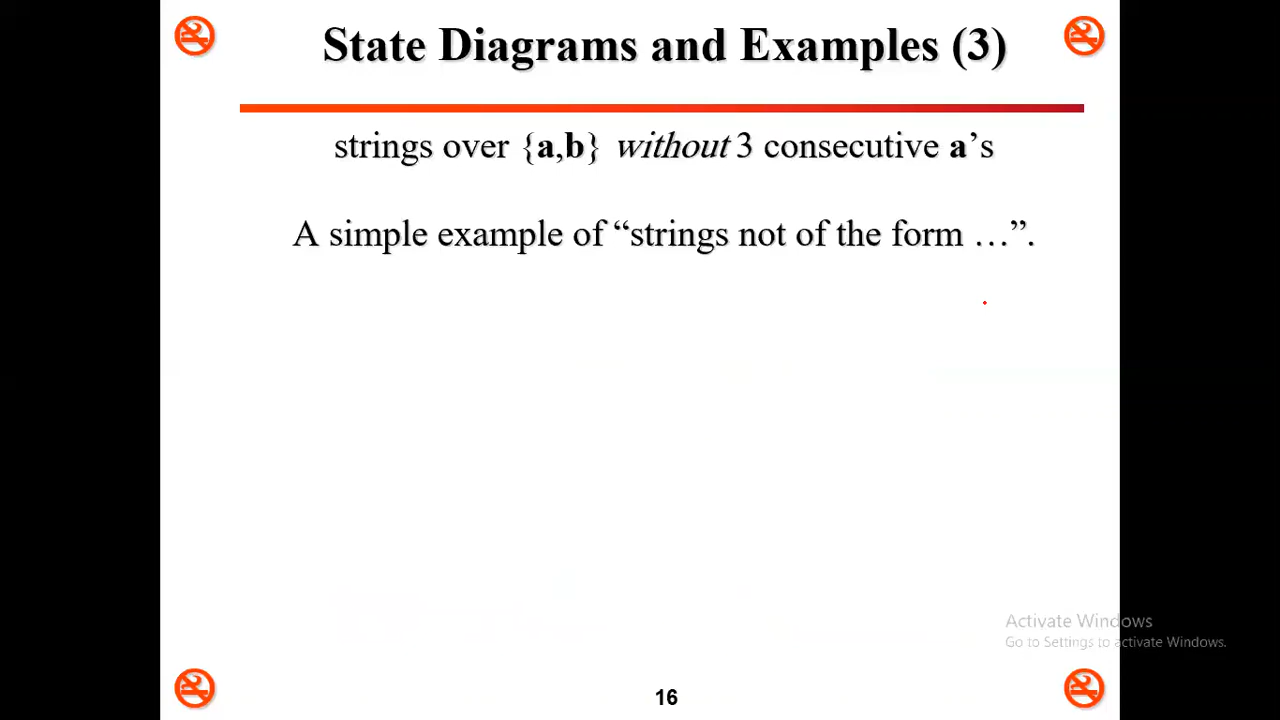 State Diagrams and Examples (3)
strings over {a,b} without 3 consecutive a’s
A simple example of “strings not of the form …”.
Activate Windows
Go to Settings to activate Windows.
16